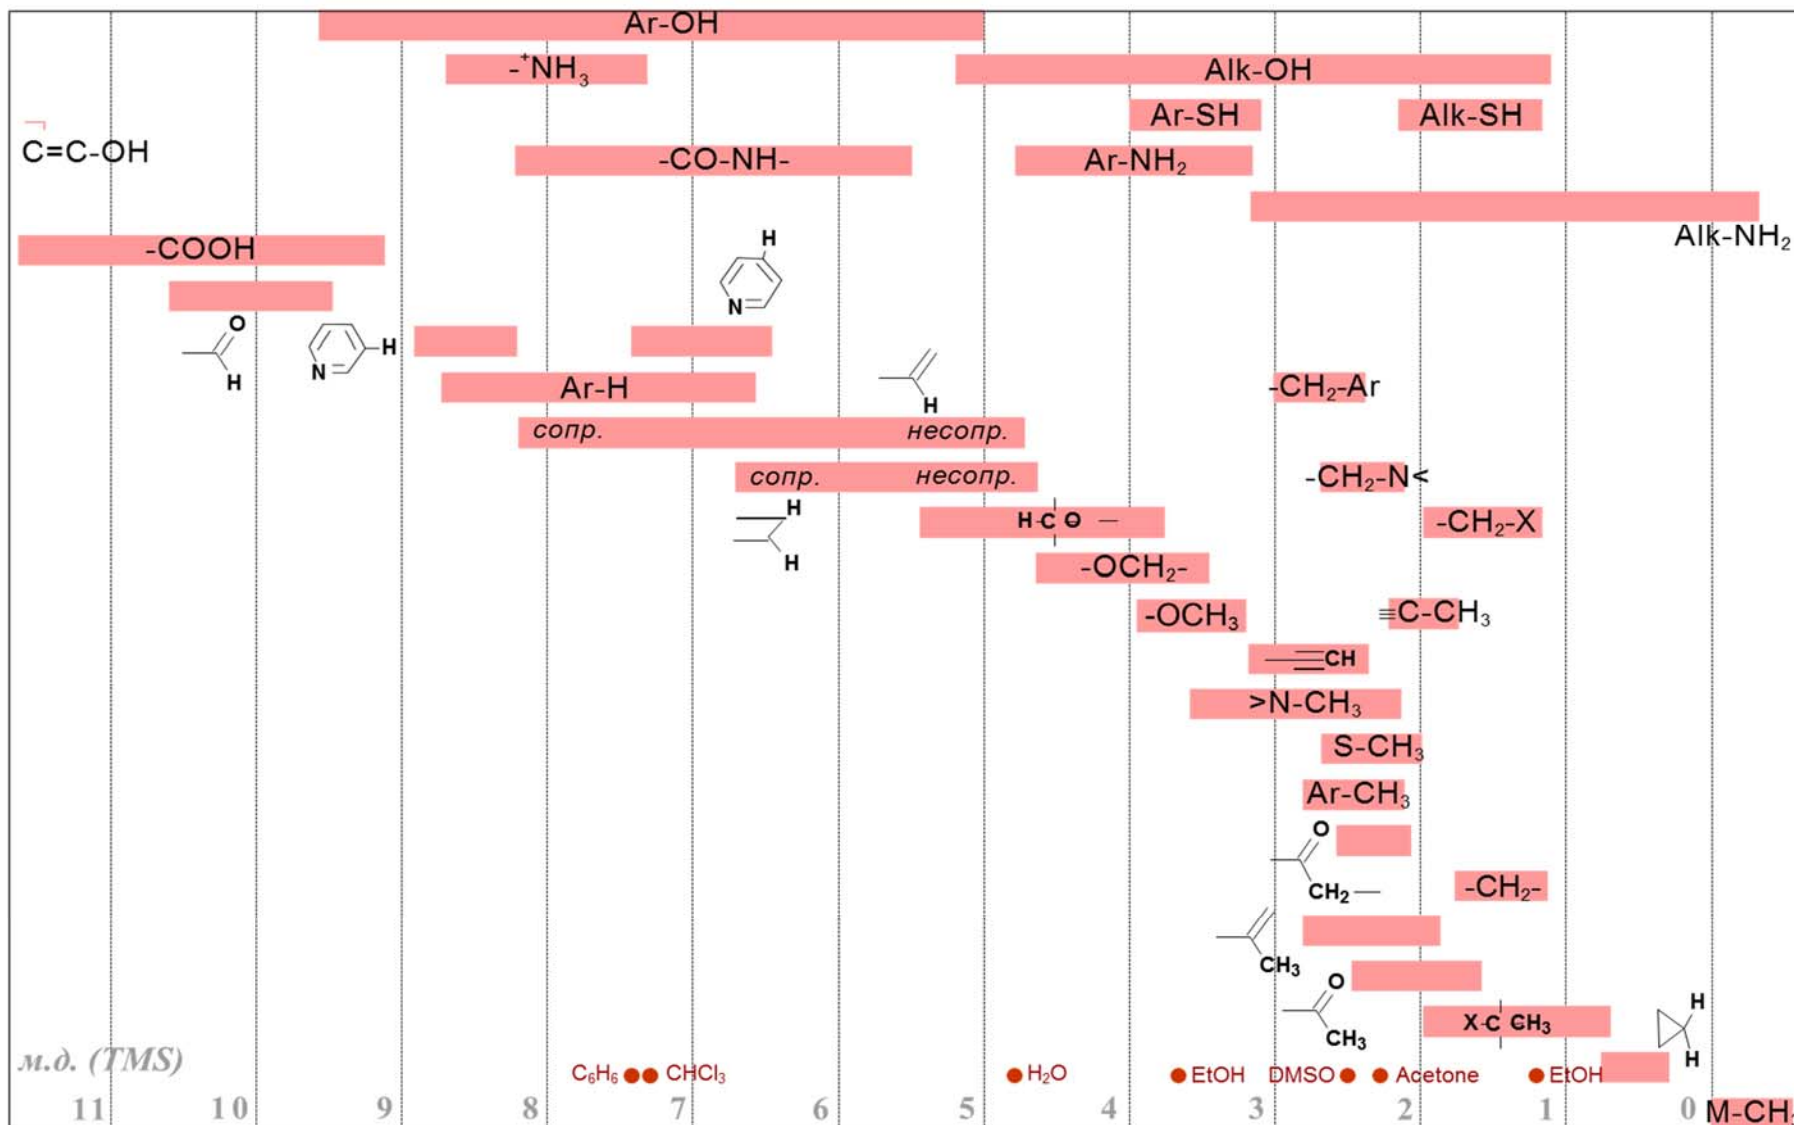 Ar-OH
-⁺NH₃ Alk-OH
Ar-SH Alk-SH
C=C-OH -CO-NH- Ar-NH₂
Alk-NH₂
-COOH
H
N
O
H
N H
Ar-H H -CH₂-Ar
сопр. несопр.
сопр. несопр. -CH₂-N<
H
H
H-C O — -CH₂-X
-OCH₂-
-OCH₃ ≡C-CH₃
CH
>N-CH₃
S-CH₃
Ar-CH₃
O
CH2
-CH₂-
CH₃
O
CH₃
X-C CH3
H
H
м.д. (TMS) C₆H₆ CHCl₃ H₂O EtOH DMSO Acetone EtOH
11 10 9 8 7 6 5 4 3 2 1 0 M-CH₃